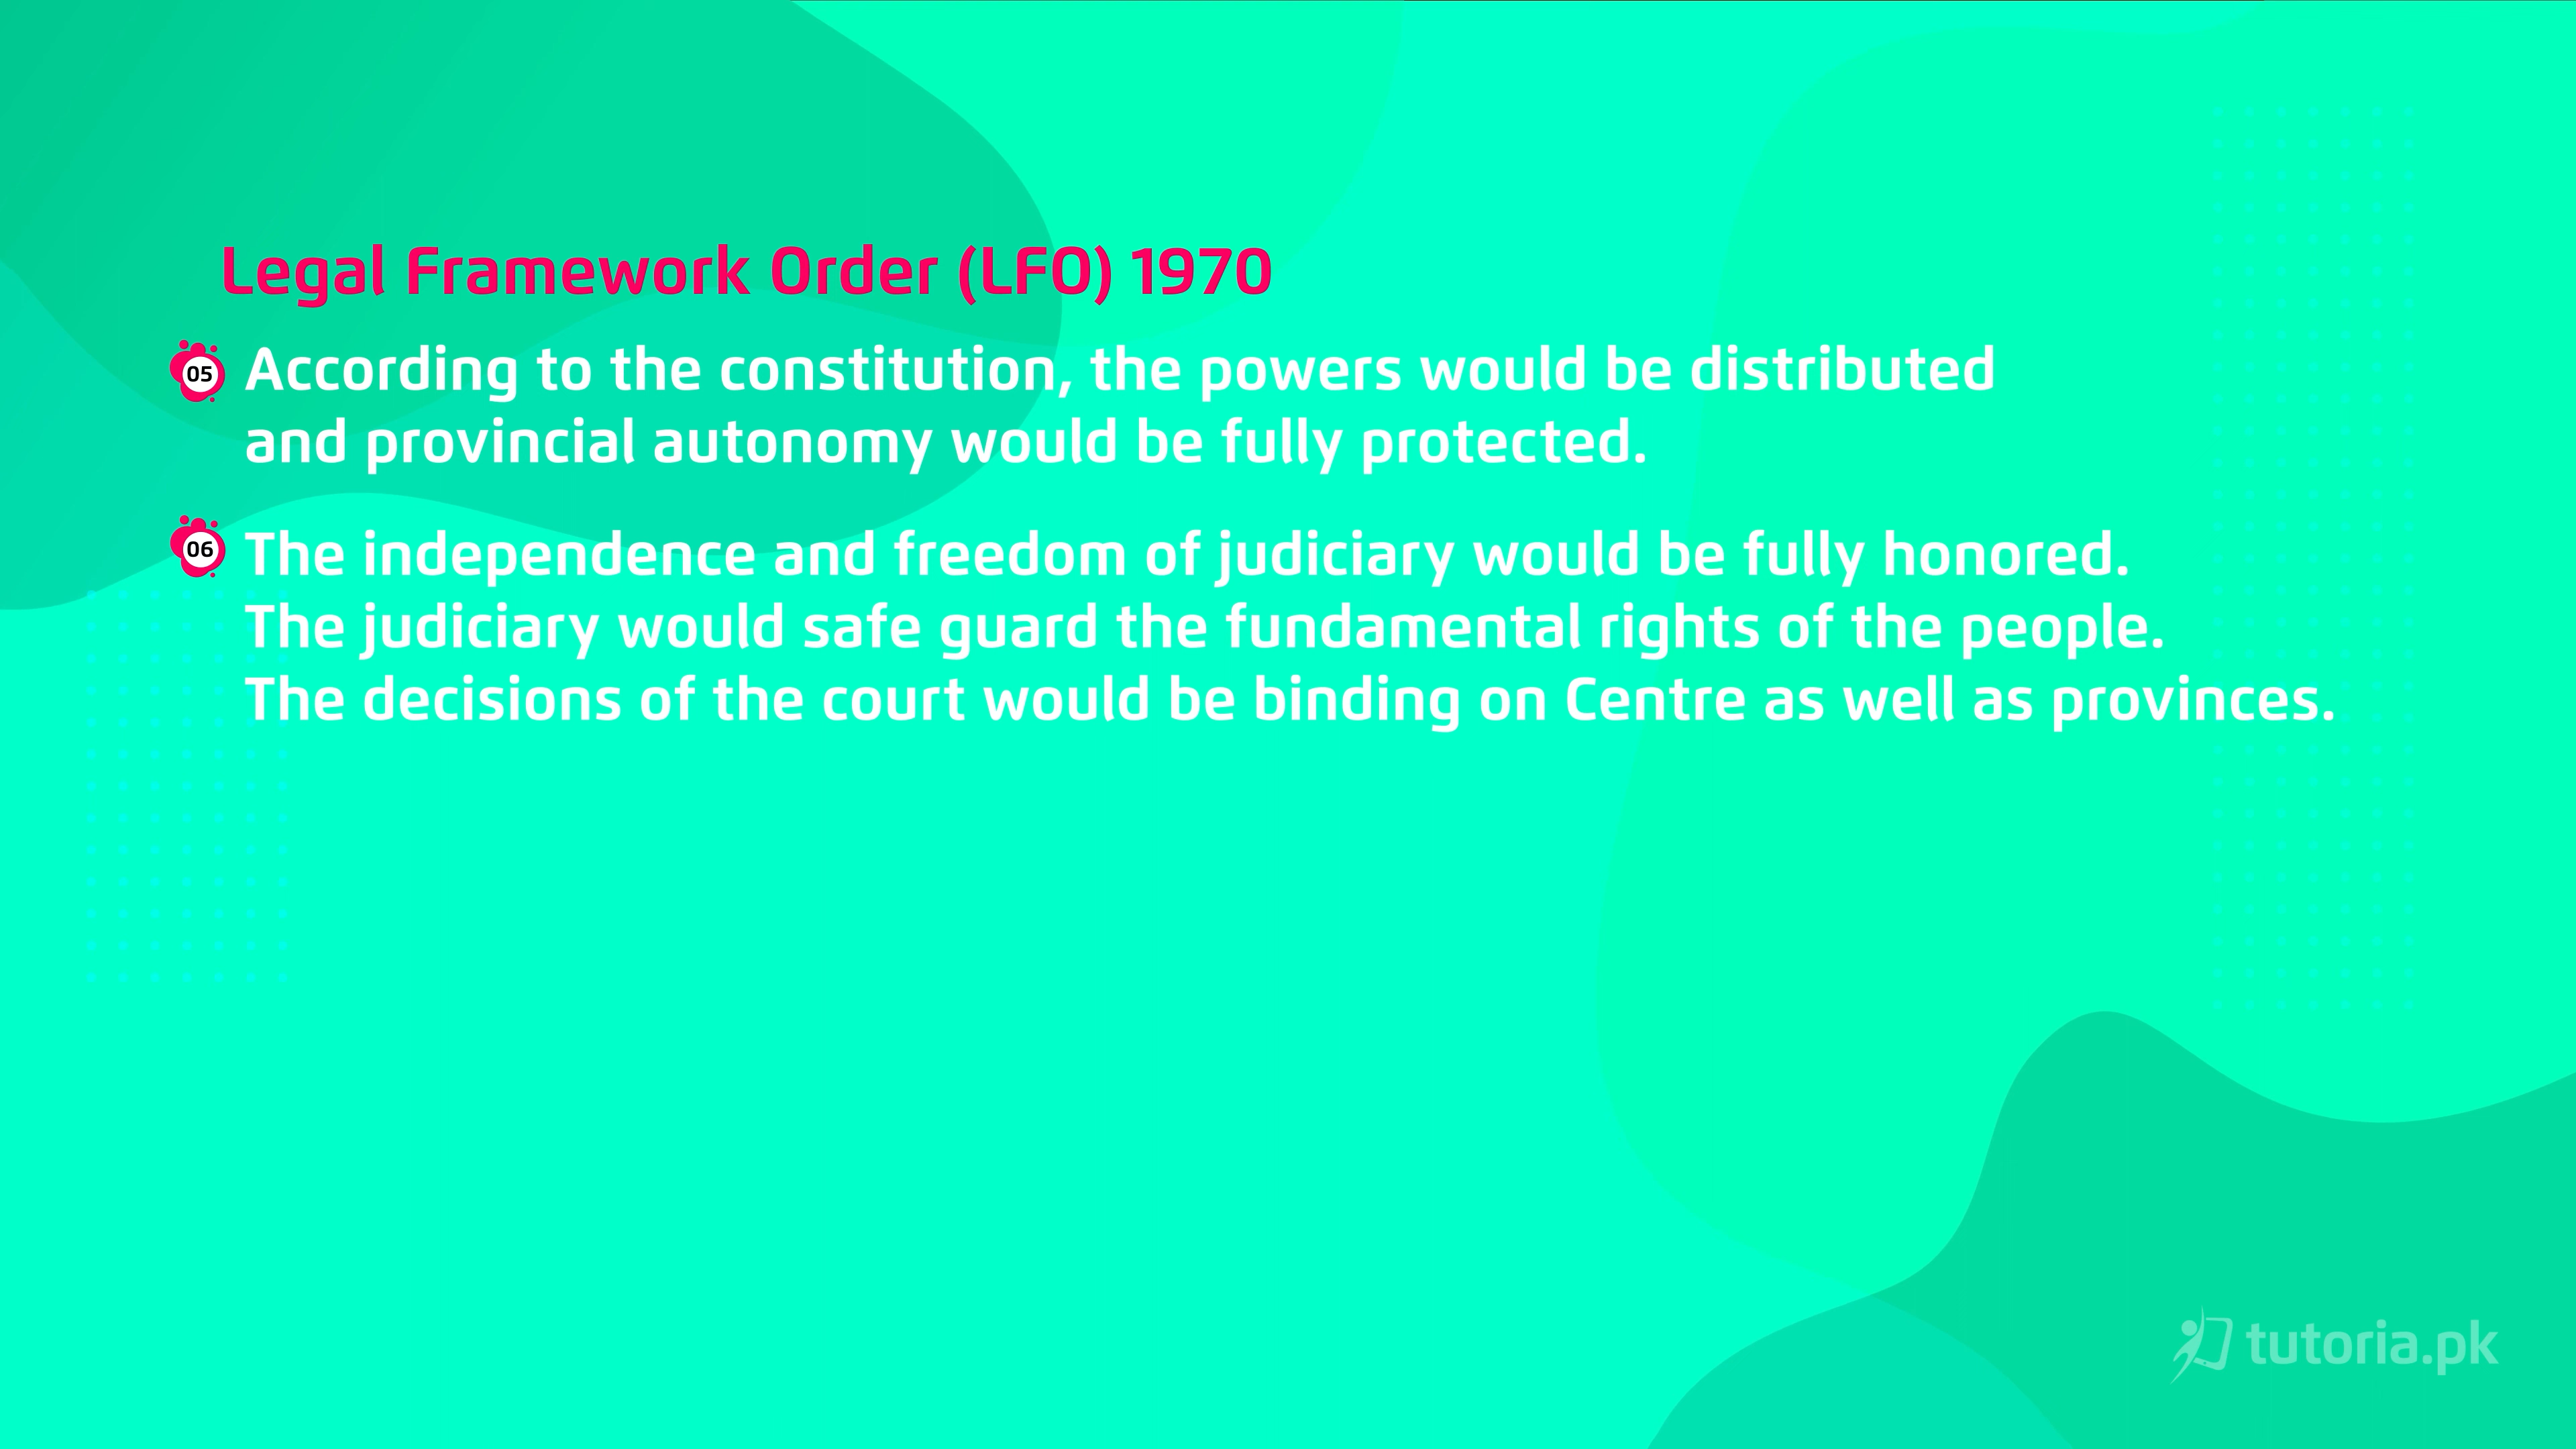 Legal Framework Order (LFO) 1970
05 According to the constitution, the powers would be distributed
and provincial autonomy would be fully protected.
06 The independence and freedom of judiciary would be fully honored.
The judiciary would safe guard the fundamental rights of the people.
The decisions of the court would be binding on Centre as well as provinces.
tutoria.pk